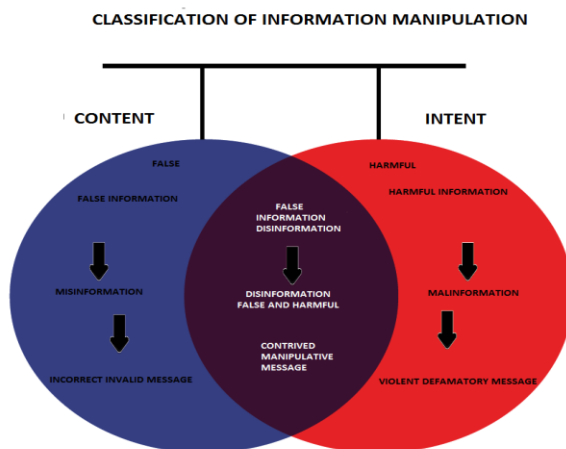 CLASSIFICATION OF INFORMATION MANIPULATION
CONTENT
INTENT
FALSE
FALSE INFORMATION
MISINFORMATION
INCORRECT INVALID MESSAGE
FALSE
INFORMATION
DISINFORMATION
DISINFORMATION
FALSE AND HARMFUL
CONTRIVED
MANIPULATIVE
MESSAGE
HARMFUL
HARMFUL INFORMATION
MALINFORMATION
VIOLENT DEFAMATORY MESSAGE